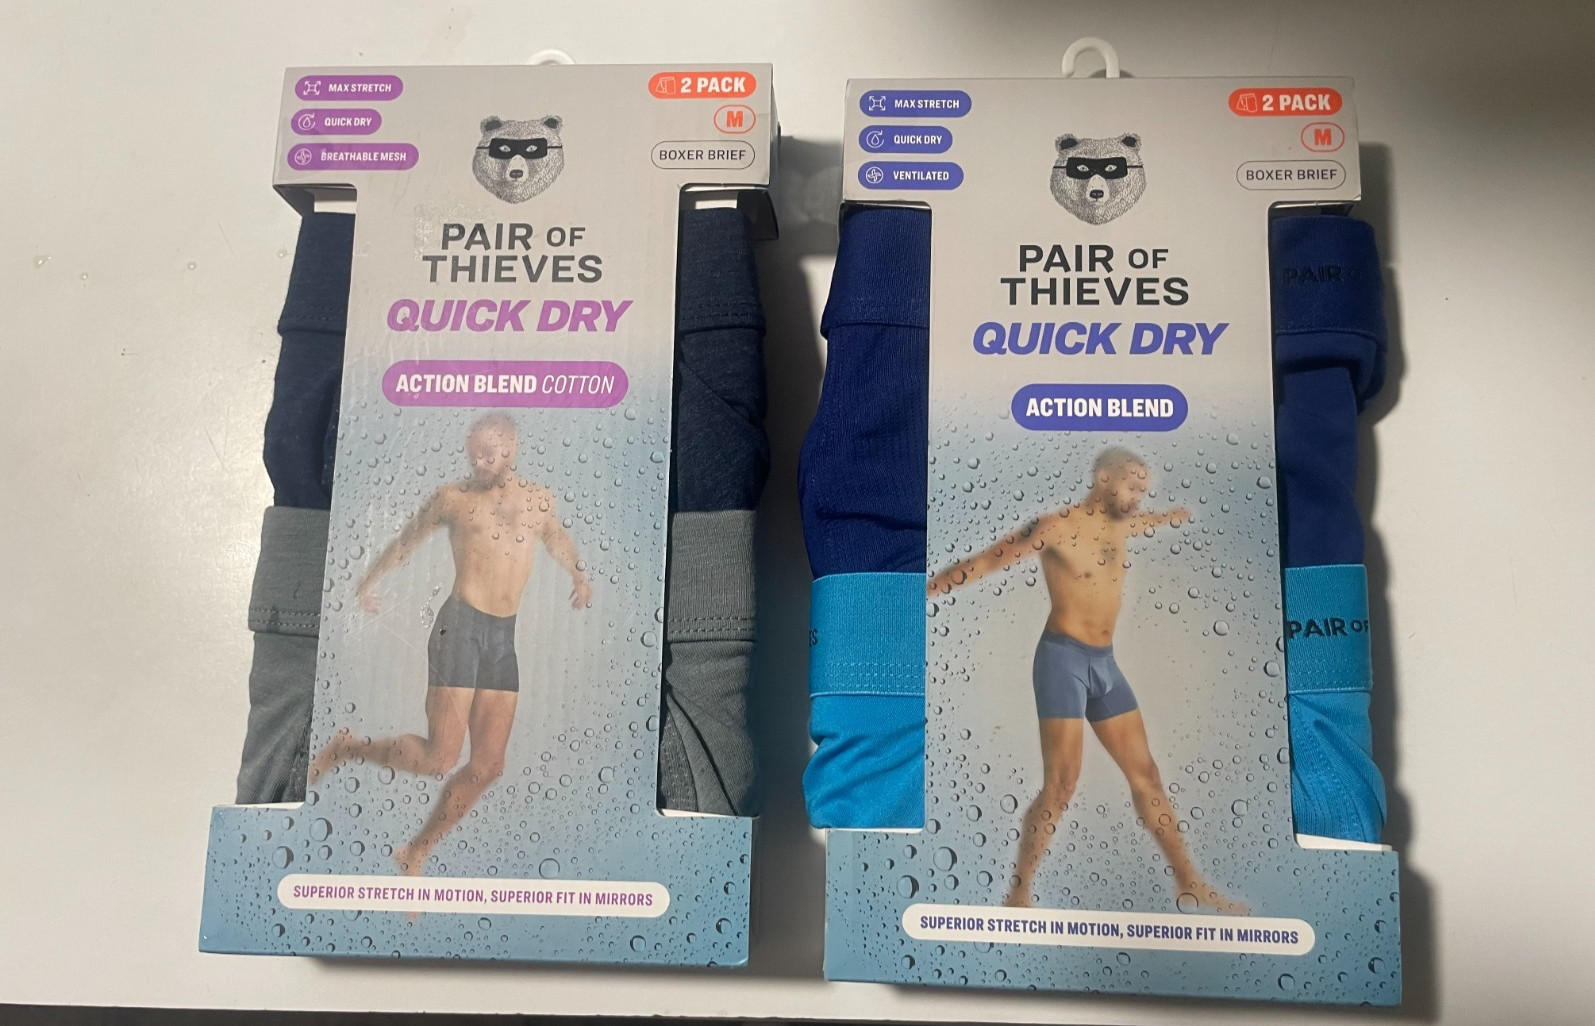 MAX STRETCH
QUICK DRY
BREATHABLE MESH
2 PACK
M
BOXER BRIEF
PAIR OF
THIEVES
QUICK DRY
ACTION BLEND COTTON
SUPERIOR STRETCH IN MOTION, SUPERIOR FIT IN MIRRORS
MAX STRETCH
QUICK DRY
VENTILATED
2 PACK
M
BOXER BRIEF
PAIR OF
THIEVES
QUICK DRY
ACTION BLEND
PAIR
ES
PAIR OF
SUPERIOR STRETCH IN MOTION, SUPERIOR FIT IN MIRRORS